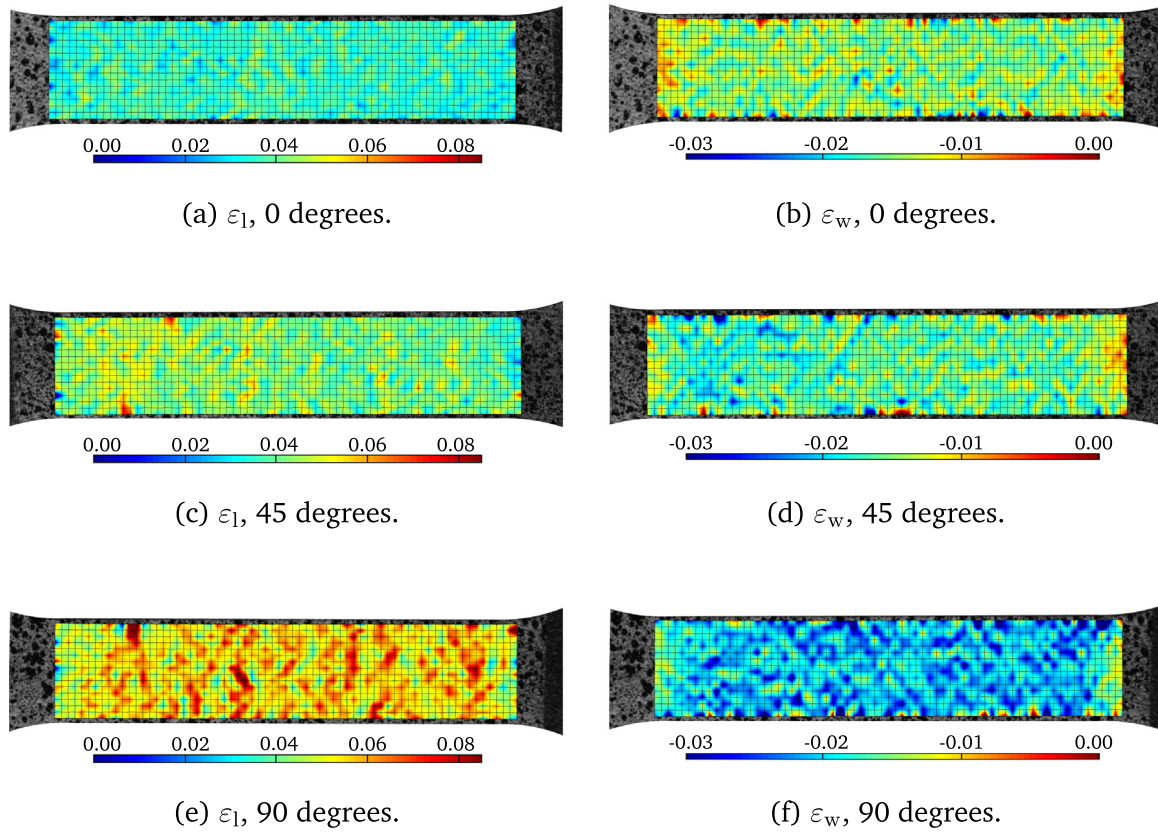 0.00 0.02 0.04 0.06 0.08
-0.03 -0.02 -0.01 0.00
(a) εl, 0 degrees.
(b) εw, 0 degrees.
0.00 0.02 0.04 0.06 0.08
-0.03 -0.02 -0.01 0.00
(c) εl, 45 degrees.
(d) εw, 45 degrees.
0.00 0.02 0.04 0.06 0.08
-0.03 -0.02 -0.01 0.00
(e) εl, 90 degrees.
(f) εw, 90 degrees.